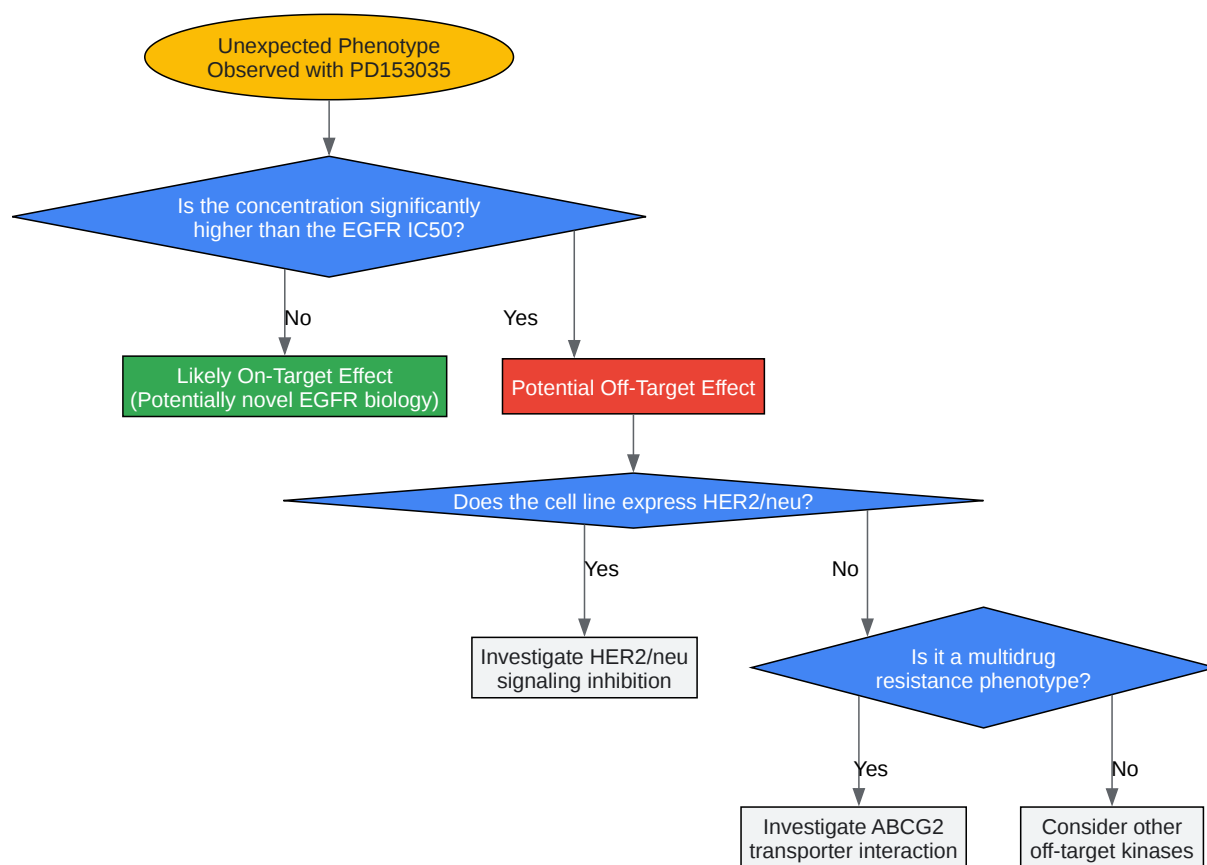 Unexpected Phenotype
Observed with PD153035
Is the concentration significantly
higher than the EGFR IC50?
No
Yes
Likely On-Target Effect
(Potentially novel EGFR biology)
Potential Off-Target Effect
Does the cell line express HER2/neu?
Yes
No
Investigate HER2/neu
signaling inhibition
Is it a multidrug
resistance phenotype?
Yes
No
Investigate ABCG2
transporter interaction
Consider other
off-target kinases